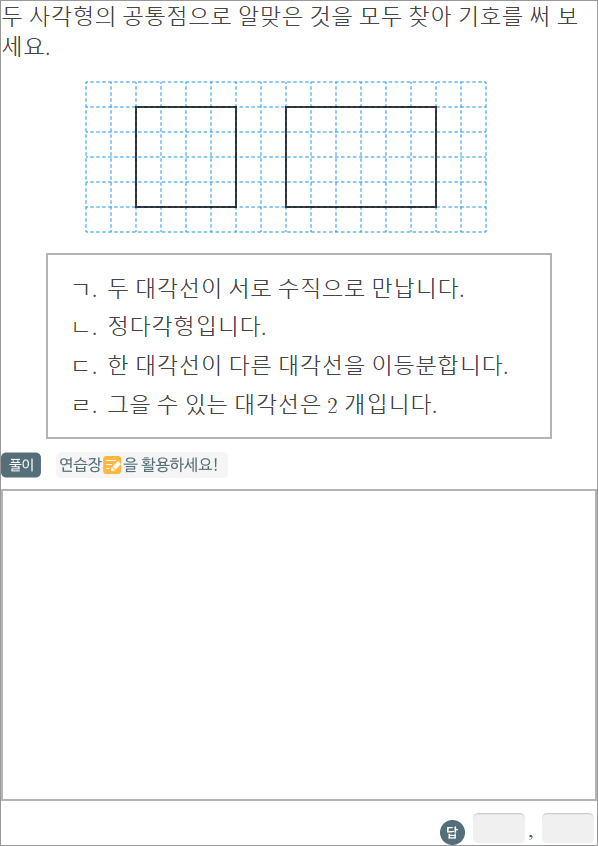 두 사각형의 공통점으로 알맞은 것을 모두 찾아 기호를 써 보
세요.
ㄱ. 두 대각선이 서로 수직으로 만납니다.
ㄴ. 정다각형입니다.
ㄷ. 한 대각선이 다른 대각선을 이등분합니다.
ㄹ. 그을 수 있는 대각선은 2 개입니다.
풀이 연습장을 활용하세요!
답 ,